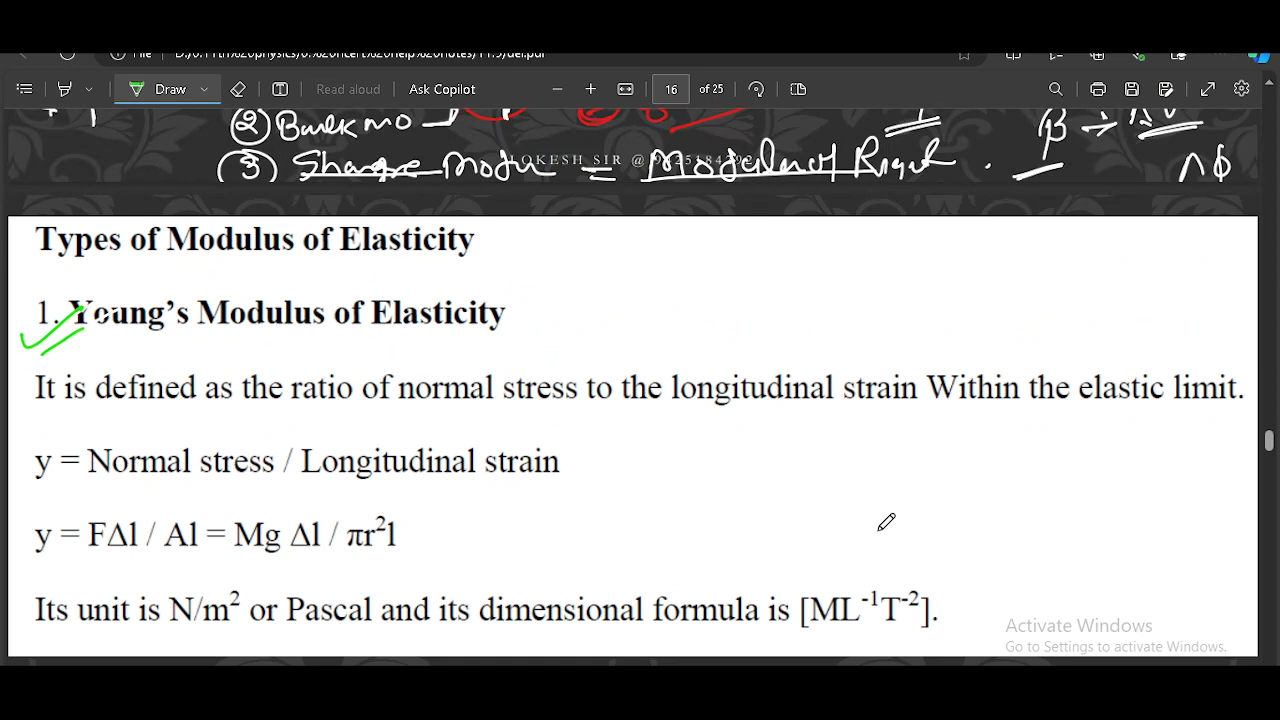 File
Draw
Read aloud
Ask Copilot
16 of 25
(2) Bulk mo
(3) Modu = Modulus of
LOKESH SIR @
β
Types of Modulus of Elasticity
1. Young's Modulus of Elasticity
It is defined as the ratio of normal stress to the longitudinal strain Within the elastic limit.
y = Normal stress / Longitudinal strain
y = FΔl / Al = Mg Δl / πr²l
Its unit is N/m² or Pascal and its dimensional formula is [ML⁻¹T⁻²].
Activate Windows
Go to Settings to activate Windows.